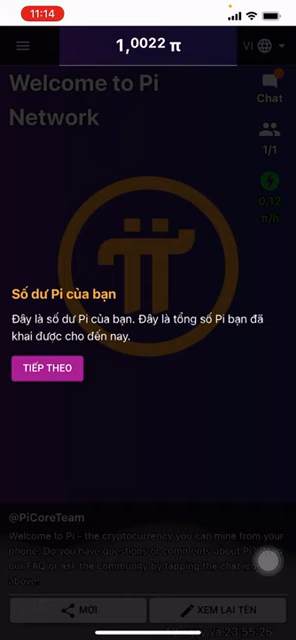 11:14
1,0022 π
VI
Welcome to Pi
Network
Chat
1/1
0,12
π/h
Số dư Pi của bạn
Đây là số dư Pi của bạn. Đây là tổng số Pi bạn đã
khai được cho đến nay.
TIẾP THEO
@PiCoreTeam
Welcome to Pi - the cryptocurrency you can mine from your
phone. Do you have questions or comments about Pi?
our FAQ or ask the community by tapping the chat
above!
MỜI
XEM LẠI TÊN
23:55:26